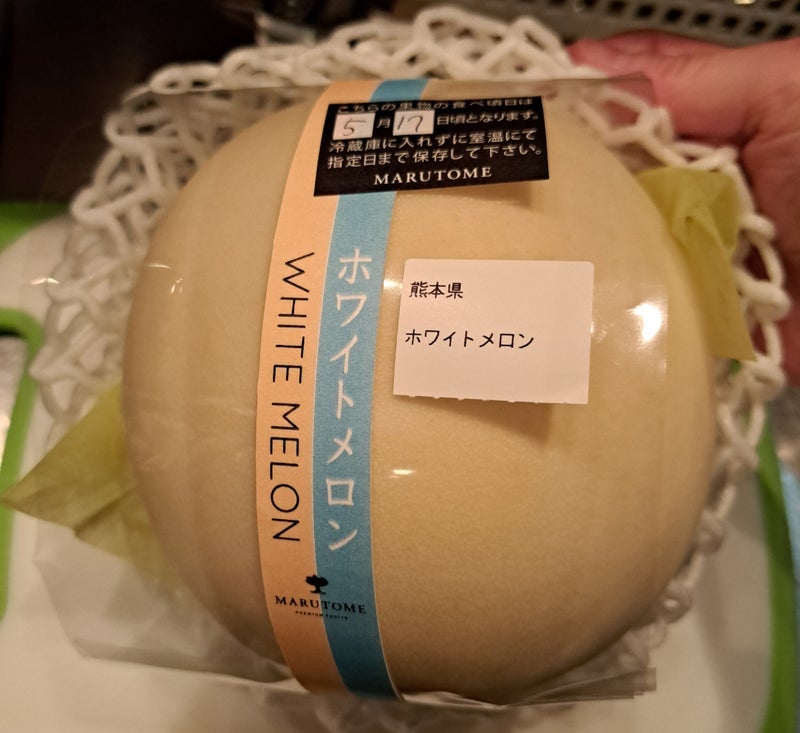 こちらの果物の食べ頃日は
5月17日頃となります。
冷蔵庫に入れずに室温にて
指定日まで保存して下さい。
MARUTOME
WHITE MELON
ホワイトメロン
熊本県
ホワイトメロン
MARUTOME
PREMIUM FRUITS